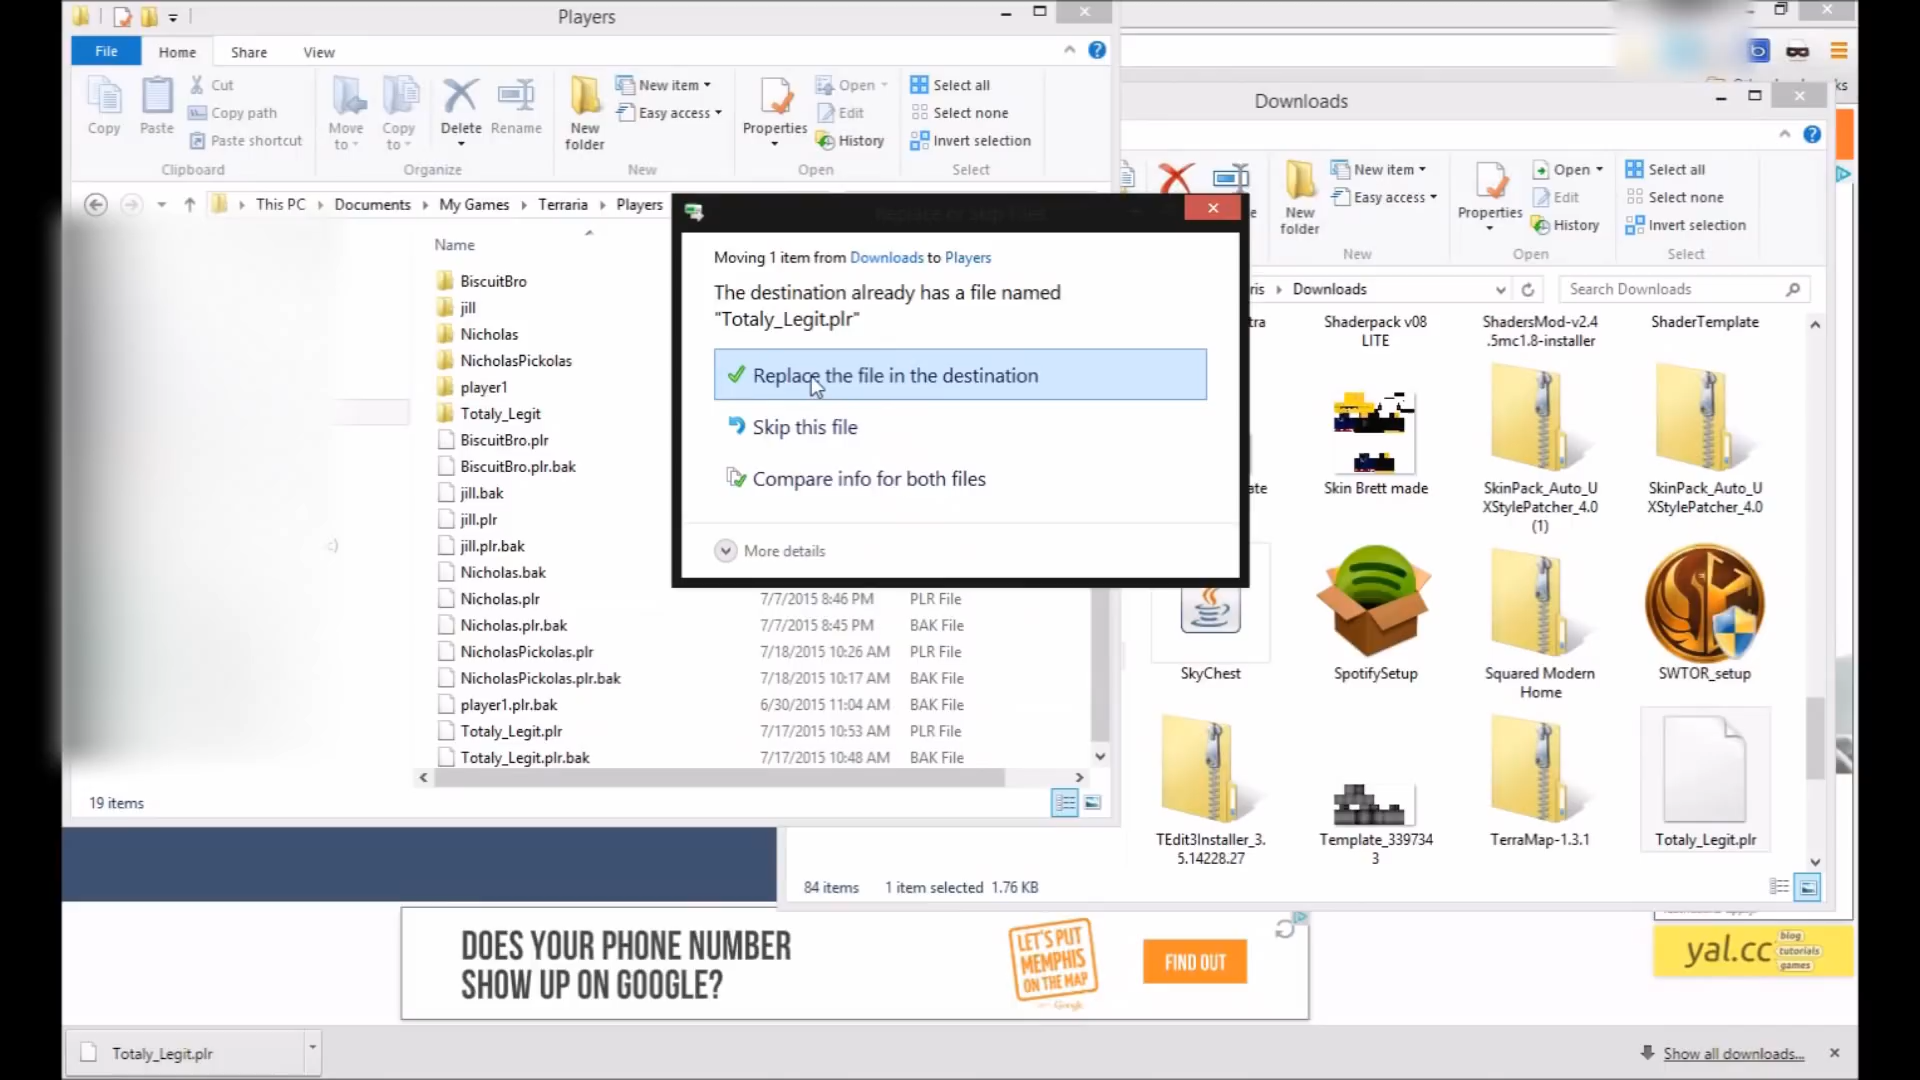 Players
File
Home
Share
View
Copy
Paste
Cut
Copy path
Paste shortcut
Move to
Copy to
Delete
Rename
New folder
New item
Easy access
Properties
Open
Edit
History
Select all
Select none
Invert selection
Clipboard
Organize
New
Open
Select
This PC
Documents
My Games
Terraria
Players
Name
BiscuitBro
jill
Nicholas
NicholasPickolas
player1
Totaly_Legit
BiscuitBro.plr
BiscuitBro.plr.bak
jill.bak
jill.plr
jill.plr.bak
Nicholas.bak
Nicholas.plr 7/7/2015 8:46 PM PLR File
Nicholas.plr.bak 7/7/2015 8:45 PM BAK File
NicholasPickolas.plr 7/18/2015 10:26 AM PLR File
NicholasPickolas.plr.bak 7/18/2015 10:17 AM BAK File
player1.plr.bak 6/30/2015 11:04 AM BAK File
Totaly_Legit.plr 7/17/2015 10:53 AM PLR File
Totaly_Legit.plr.bak 7/17/2015 10:48 AM BAK File
19 items
Moving 1 item from Downloads to Players
The destination already has a file named
"Totaly_Legit.plr"
Replace the file in the destination
Skip this file
Compare info for both files
More details
Downloads
New folder
New item
Easy access
Properties
Open
Edit
History
Select all
Select none
Invert selection
New
Open
Select
Downloads
Search Downloads
Shaderpack v08
LITE
ShadersMod-v2.4
.5mc1.8-installer
ShaderTemplate
Skin Brett made
SkinPack_Auto_U
XStylePatcher_4.0
(1)
SkinPack_Auto_U
XStylePatcher_4.0
SkyChest
SpotifySetup
Squared Modern
Home
SWTOR_setup
TEdit3Installer_3.
5.14228.27
Template_339734
3
TerraMap-1.3.1
Totaly_Legit.plr
84 items
1 item selected 1.76 KB
DOES YOUR PHONE NUMBER
SHOW UP ON GOOGLE?
LET'S PUT
MEMPHIS
ON THE MAP
Google
FIND OUT
yal.cc
blog
tutorials
games
Totaly_Legit.plr
Show all downloads...